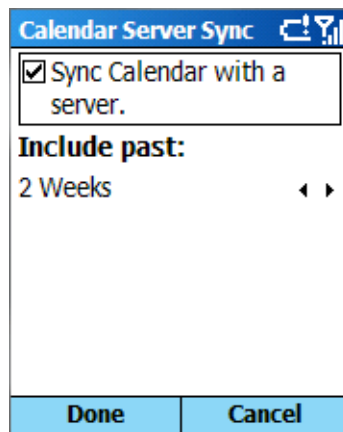 Calendar Server Sync
Sync Calendar with a
server.
Include past:
2 Weeks
Done Cancel